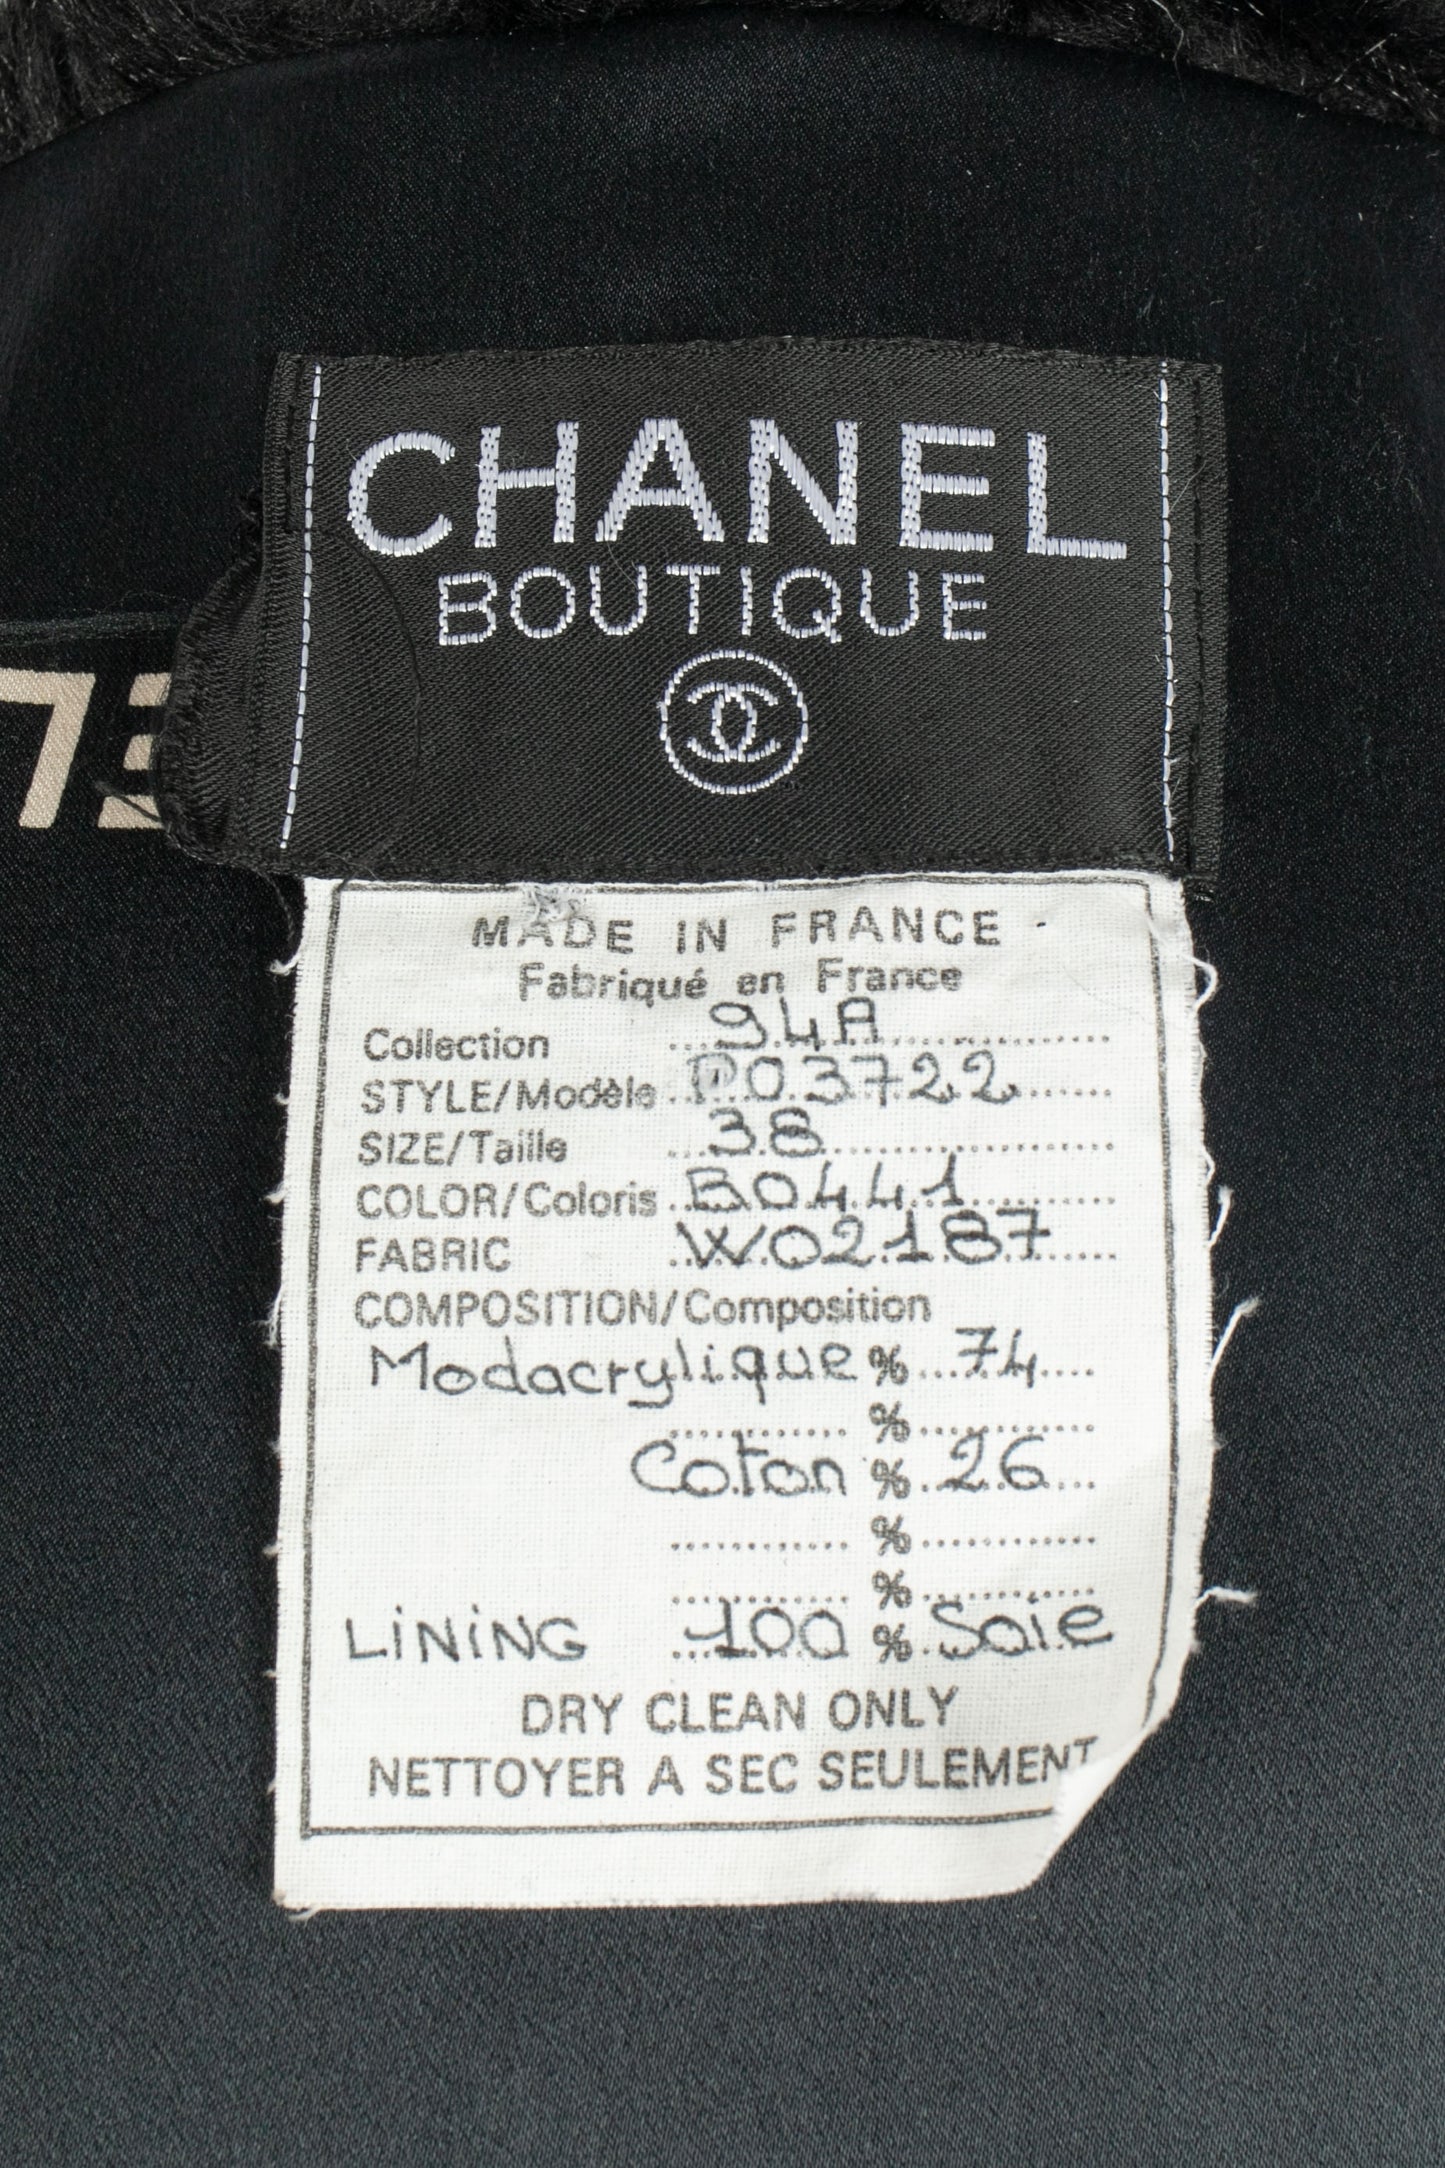 CHANEL
BOUTIQUE
MADE IN FRANCE
Fabriqué en France
Collection 94A
STYLE/Modèle P03722
SIZE/Taille 38
COLOR/Coloris B0441
FABRIC W02187
COMPOSITION/Composition
Modacrylique % 74
%
Coton % 26
%
%
LINING 100 % Soie
DRY CLEAN ONLY
NETTOYER A SEC SEULEMENT